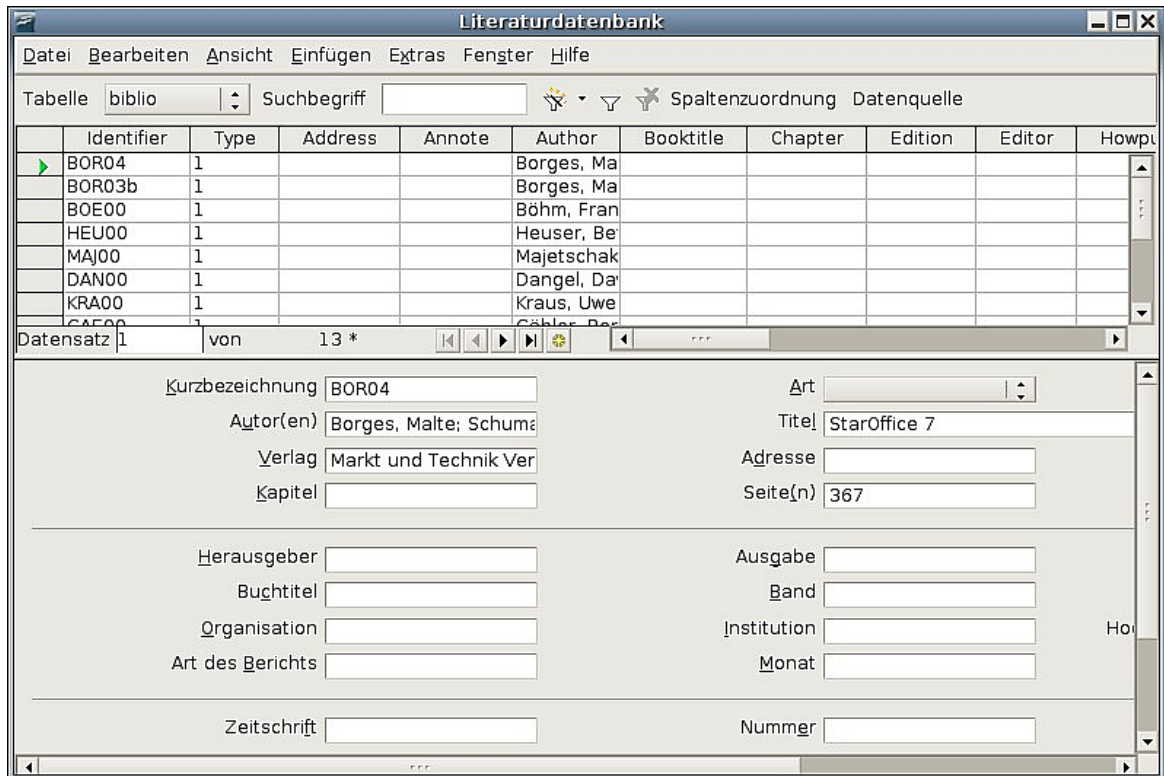 Literaturdatenbank
Datei Bearbeiten Ansicht Einfügen Extras Fenster Hilfe
Tabelle biblio Suchbegriff Spaltenzuordnung Datenquelle
Identifier Type Address Annote Author Booktitle Chapter Edition Editor Howpu
BOR04 1 Borges, Ma
BOR03b 1 Borges, Ma
BOE00 1 Böhm, Fran
HEU00 1 Heuser, Be
MAJ00 1 Majetschak
DAN00 1 Dangel, Da
KRA00 1 Kraus, Uwe
Datensatz 1 von 13 *
Kurzbezeichnung BOR04 Art
Autor(en) Borges, Malte; Schuma Titel StarOffice 7
Verlag Markt und Technik Ver Adresse
Kapitel Seite(n) 367
Herausgeber Ausgabe
Buchtitel Band
Organisation Institution Ho
Art des Berichts Monat
Zeitschrift Nummer